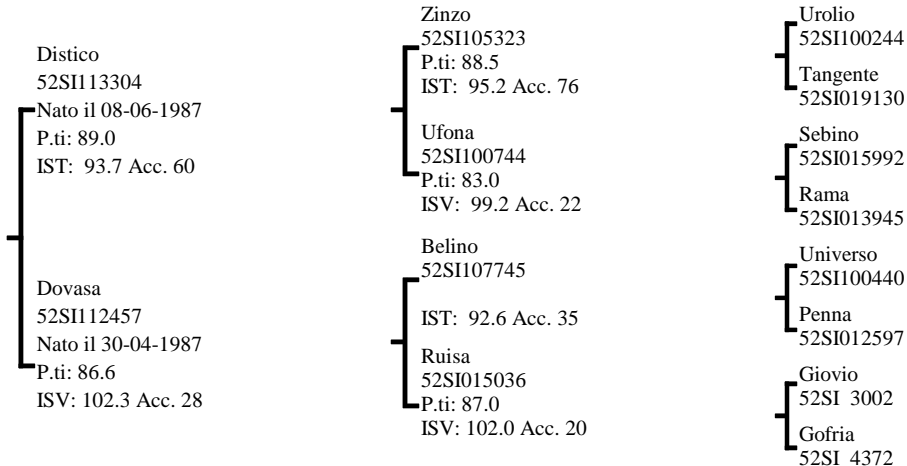 Distico
52SI113304
Nato il 08-06-1987
P.ti: 89.0
IST:  93.7 Acc. 60
Dovasa
52SI112457
Nato il 30-04-1987
P.ti: 86.6
ISV: 102.3 Acc. 28
Zinzo
52SI105323
P.ti: 88.5
IST:  95.2 Acc. 76
Ufona
52SI100744
P.ti: 83.0
ISV:  99.2 Acc. 22
Belino
52SI107745
IST:  92.6 Acc. 35
Ruisa
52SI015036
P.ti: 87.0
ISV: 102.0 Acc. 20
Urolio
52SI100244
Tangente
52SI019130
Sebino
52SI015992
Rama
52SI013945
Universo
52SI100440
Penna
52SI012597
Giovio
52SI  3002
Gofria
52SI  4372